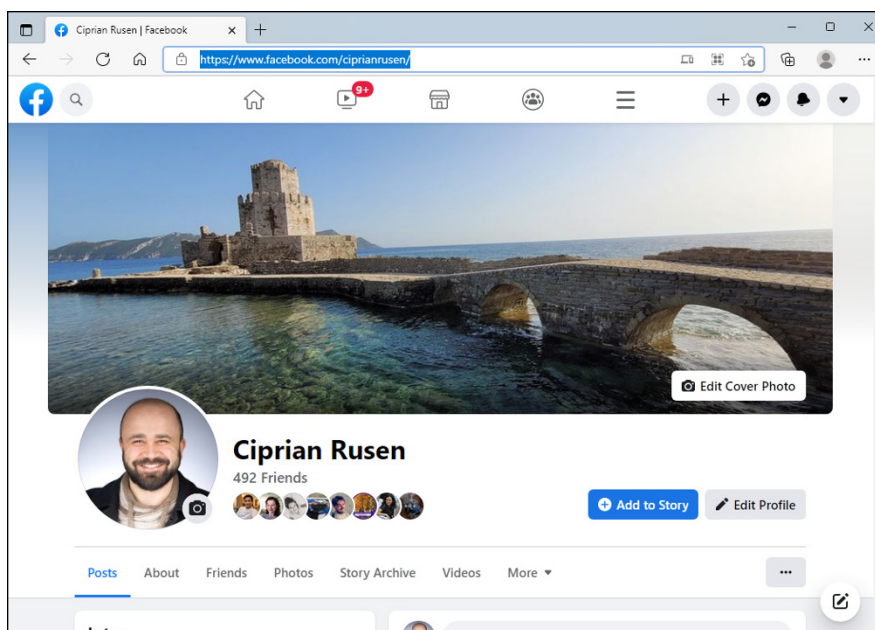 Ciprian Rusen | Facebook
https://www.facebook.com/ciprianrusen/
9+
Edit Cover Photo
Ciprian Rusen
492 Friends
Add to Story
Edit Profile
Posts About Friends Photos Story Archive Videos More